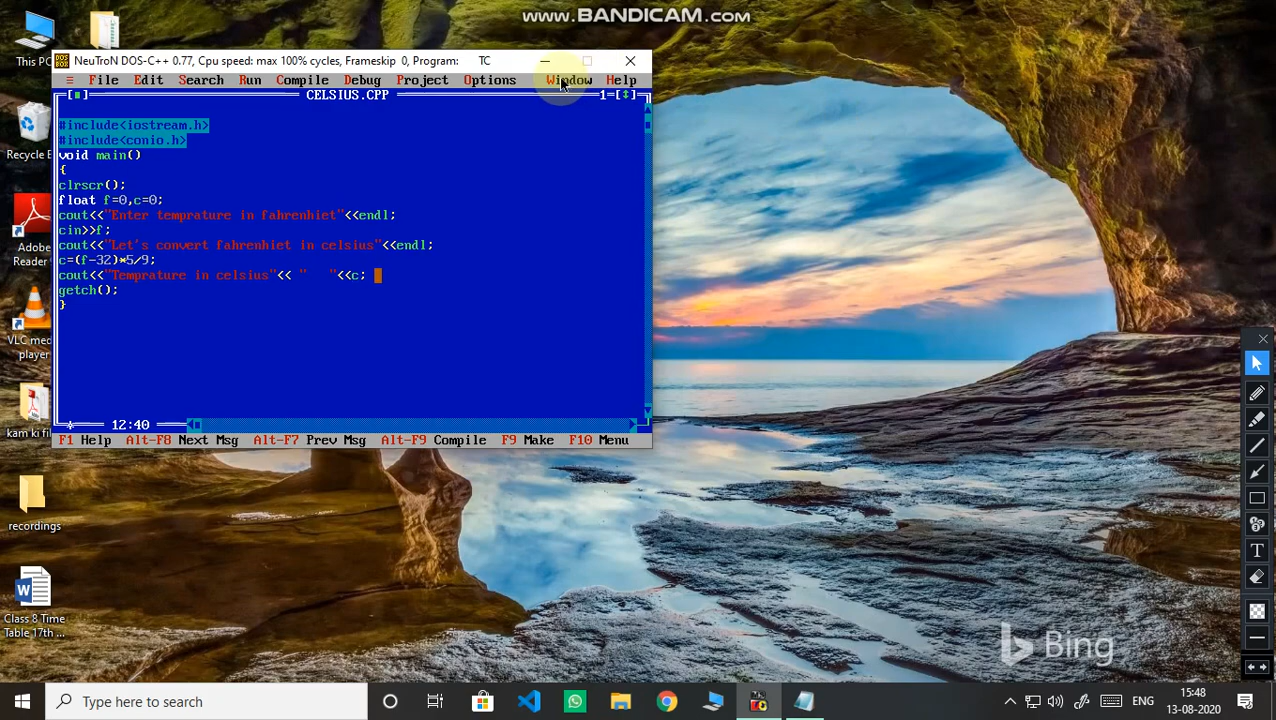 www.BANDICAM.com
This PC
NeuTroN DOS-C++ 0.77, Cpu speed: max 100% cycles, Frameskip 0, Program: TC
≡ File Edit Search Run Compile Debug Project Options Window Help
CELSIUS.CPP
1
#include<iostream.h>
#include<conio.h>
void main()
{
clrscr();
float f=0,c=0;
cout<<"Enter temprature in fahrenhiet"<<endl;
cin>>f;
cout<<"Let's convert fahrenhiet in celsius"<<endl;
c=(f-32)*5/9;
cout<<"Temprature in celsius"<< "   "<<c;
getch();
}
12:40
F1 Help Alt-F8 Next Msg Alt-F7 Prev Msg Alt-F9 Compile F9 Make F10 Menu
Recycle B
Adobe
Reader
VLC med
player
kam ki fi
recordings
Class 8 Time
Table 17th ...
Bing
Type here to search
ENG
15:48
13-08-2020